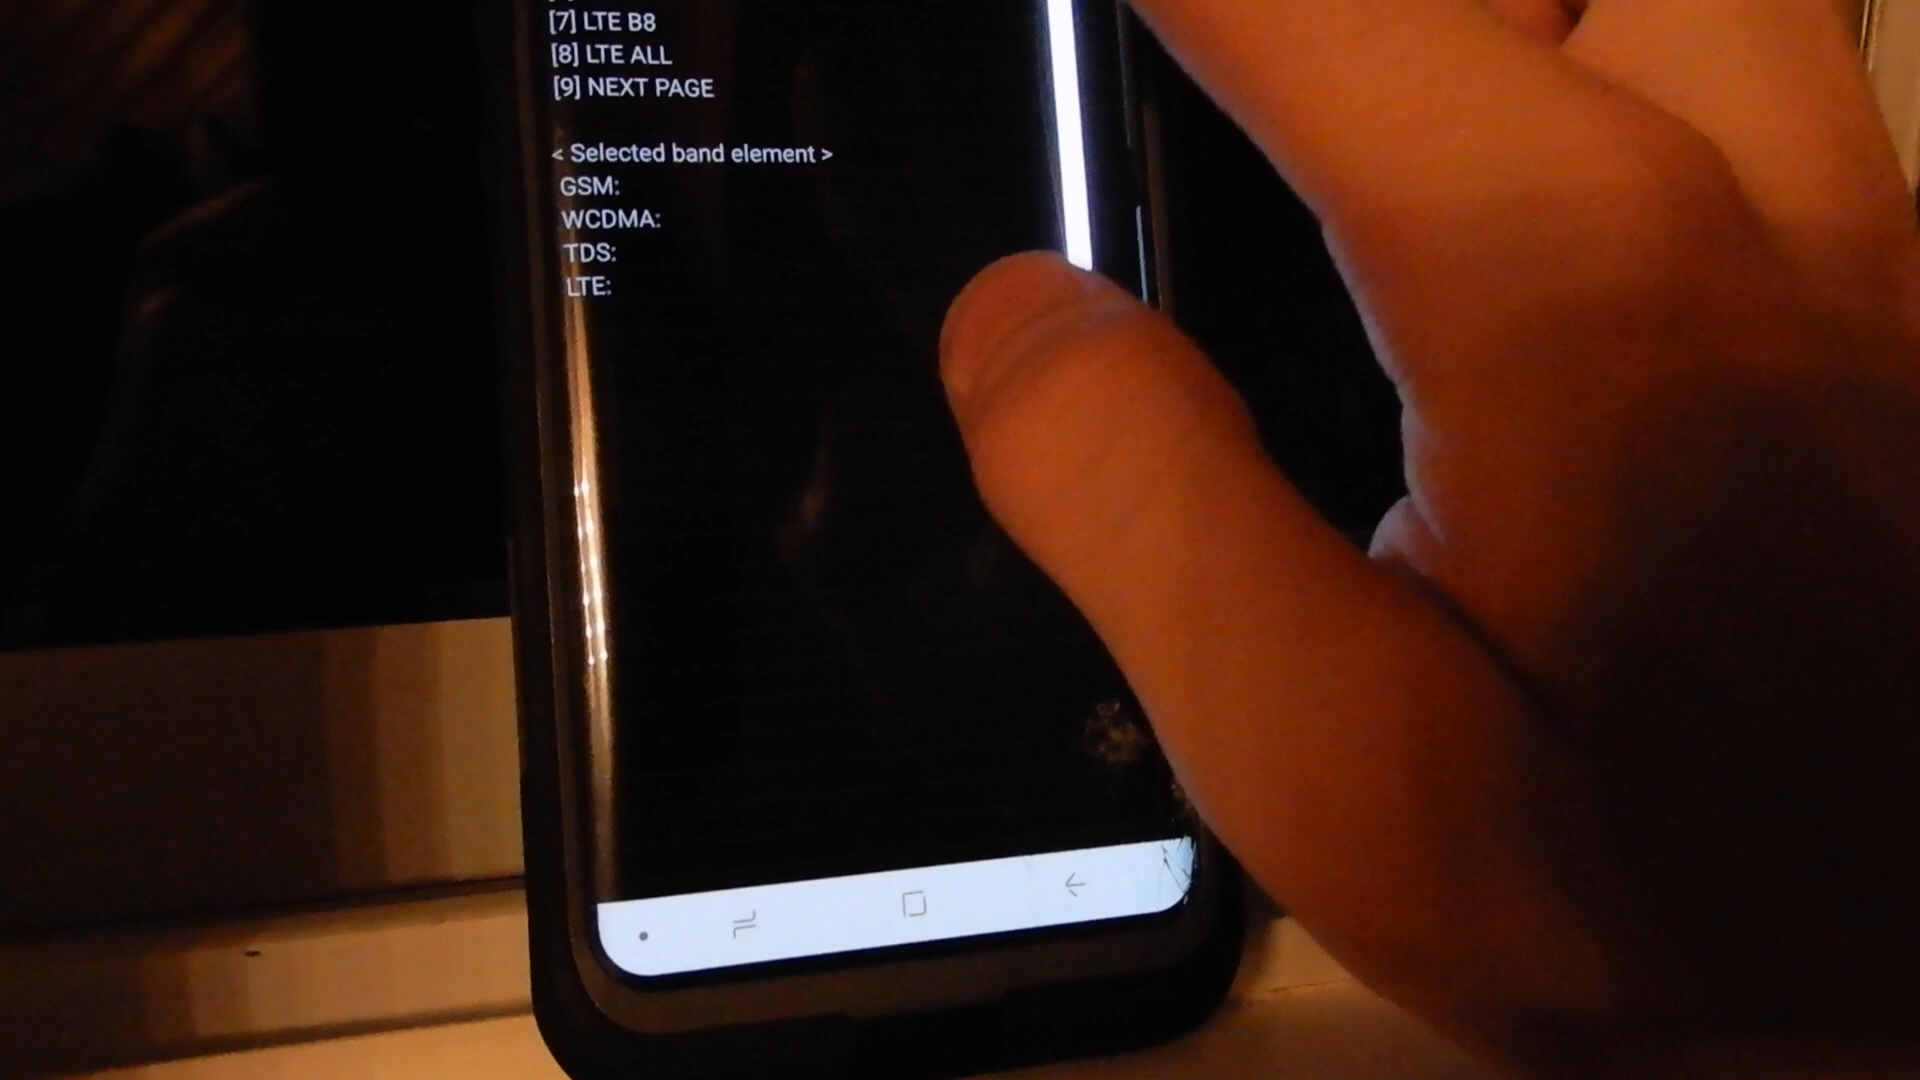 [7] LTE B8
[8] LTE ALL
[9] NEXT PAGE
< Selected band element >
GSM:
WCDMA:
TDS:
LTE: